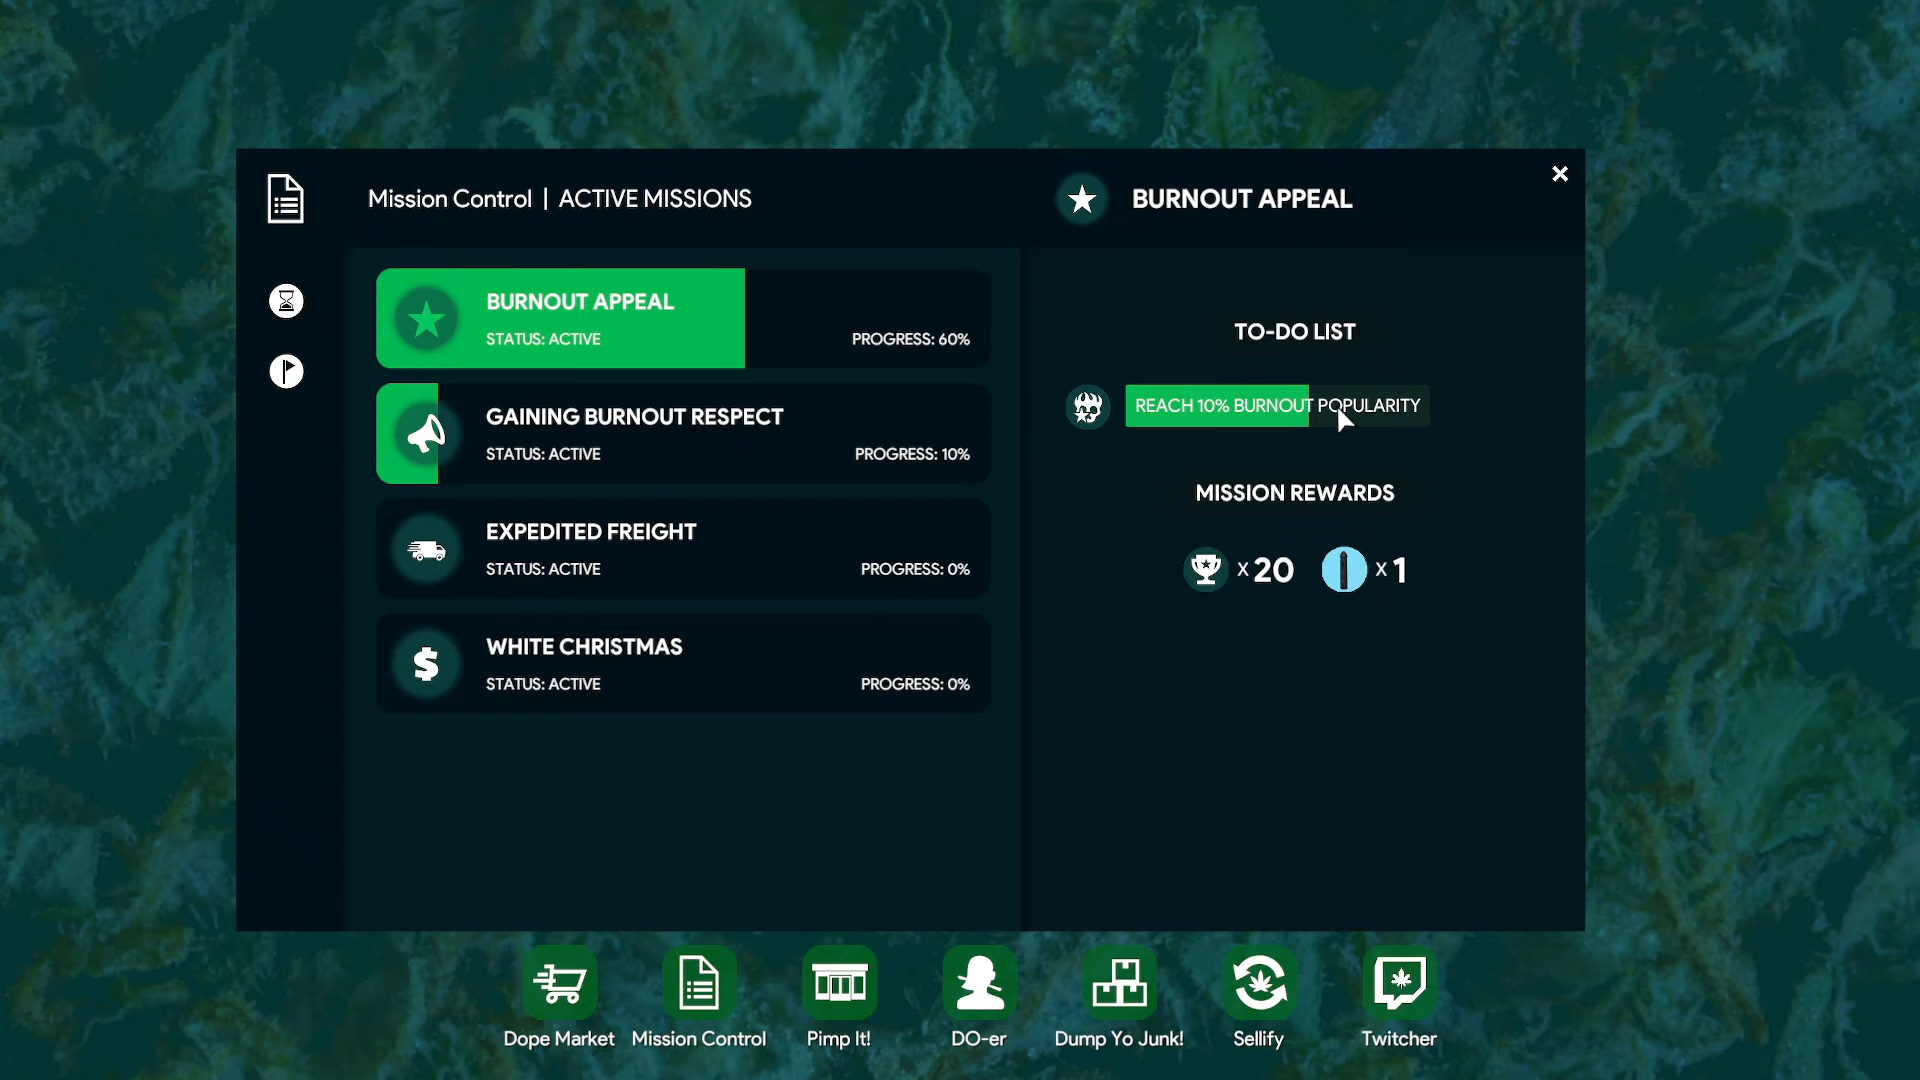 Mission Control | ACTIVE MISSIONS
BURNOUT APPEAL
BURNOUT APPEAL
STATUS: ACTIVE
PROGRESS: 60%
GAINING BURNOUT RESPECT
STATUS: ACTIVE
PROGRESS: 10%
EXPEDITED FREIGHT
STATUS: ACTIVE
PROGRESS: 0%
WHITE CHRISTMAS
STATUS: ACTIVE
PROGRESS: 0%
TO-DO LIST
REACH 10% BURNOUT POPULARITY
MISSION REWARDS
x 20
x 1
Dope Market
Mission Control
Pimp It!
DO-er
Dump Yo Junk!
Sellify
Twitcher